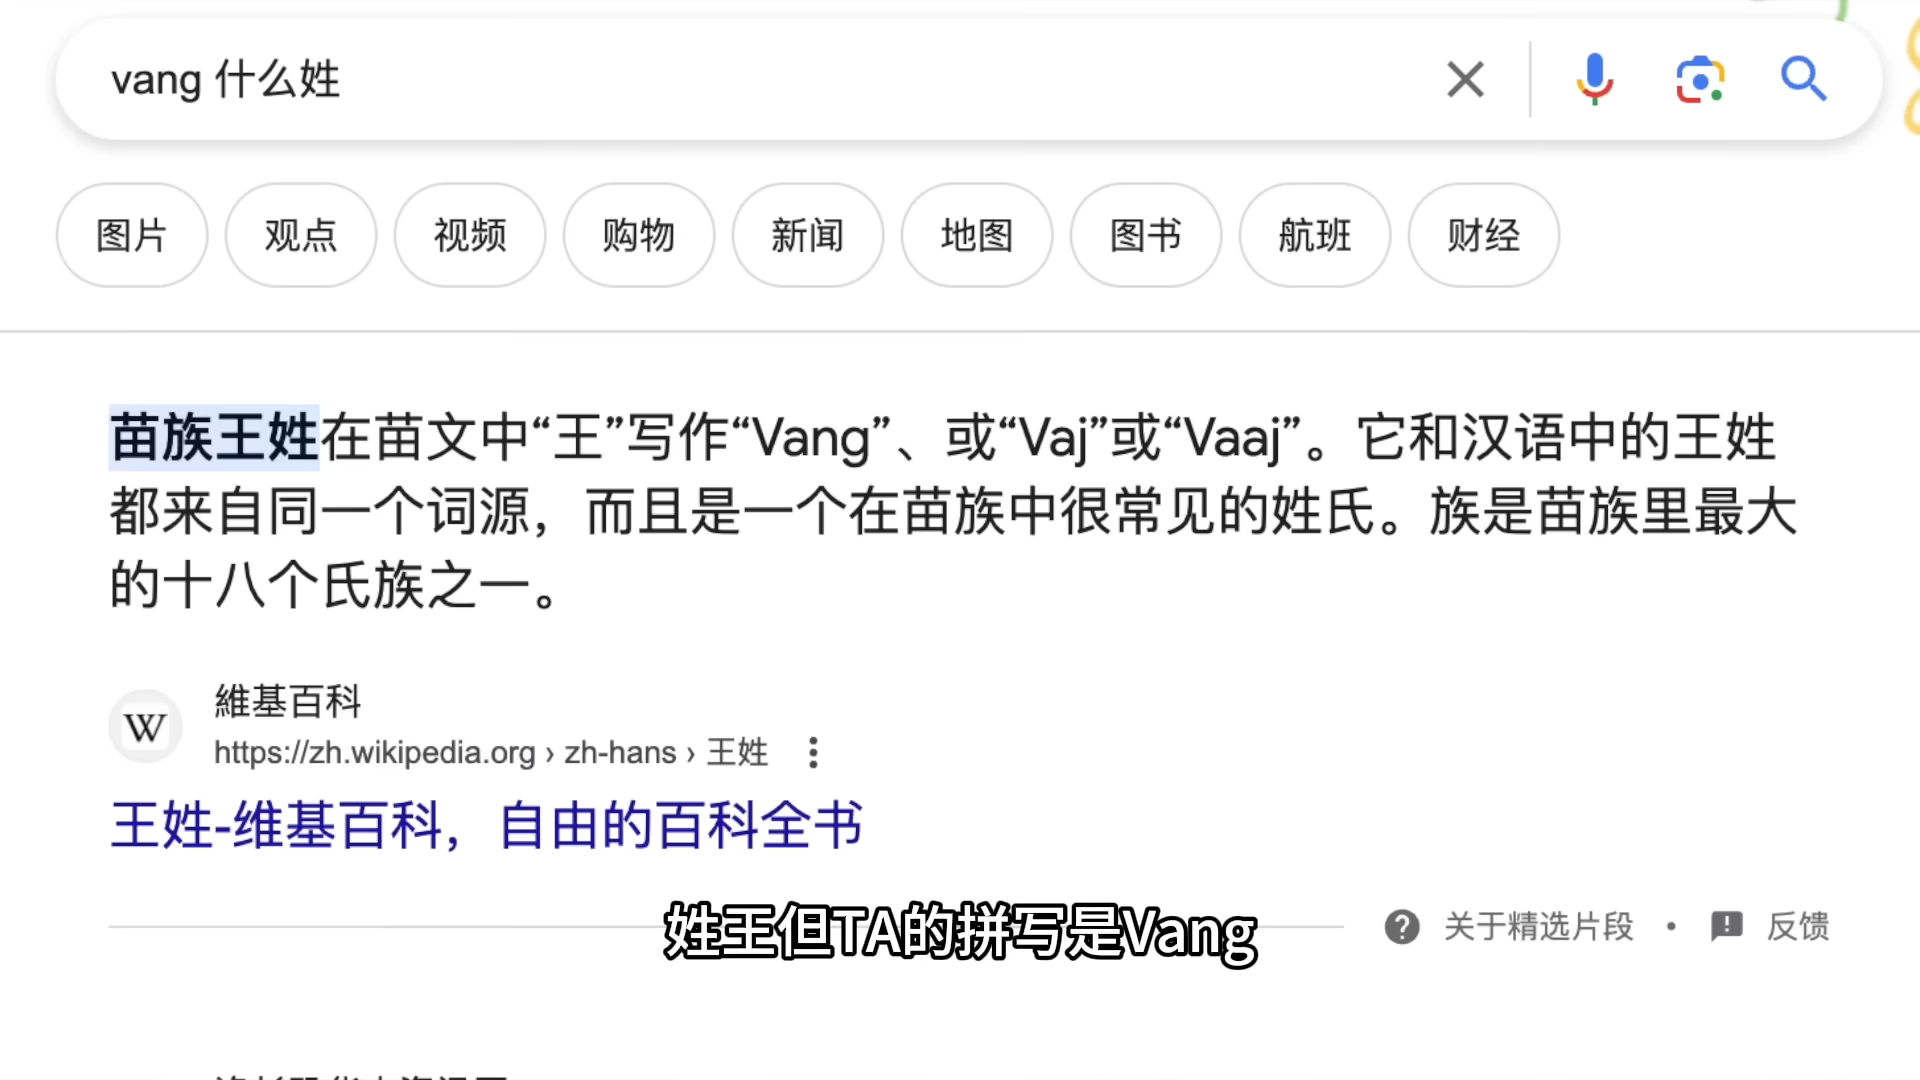 vang 什么姓
图片 观点 视频 购物 新闻 地图 图书 航班 财经
苗族王姓在苗文中“王”写作“Vang”、或“Vaj”或“Vaaj”。它和汉语中的王姓
都来自同一个词源，而且是一个在苗族中很常见的姓氏。族是苗族里最大
的十八个氏族之一。
W
維基百科
https://zh.wikipedia.org › zh-hans › 王姓
王姓-维基百科，自由的百科全书
姓王但TA的拼写是Vang
关于精选片段 • 反馈